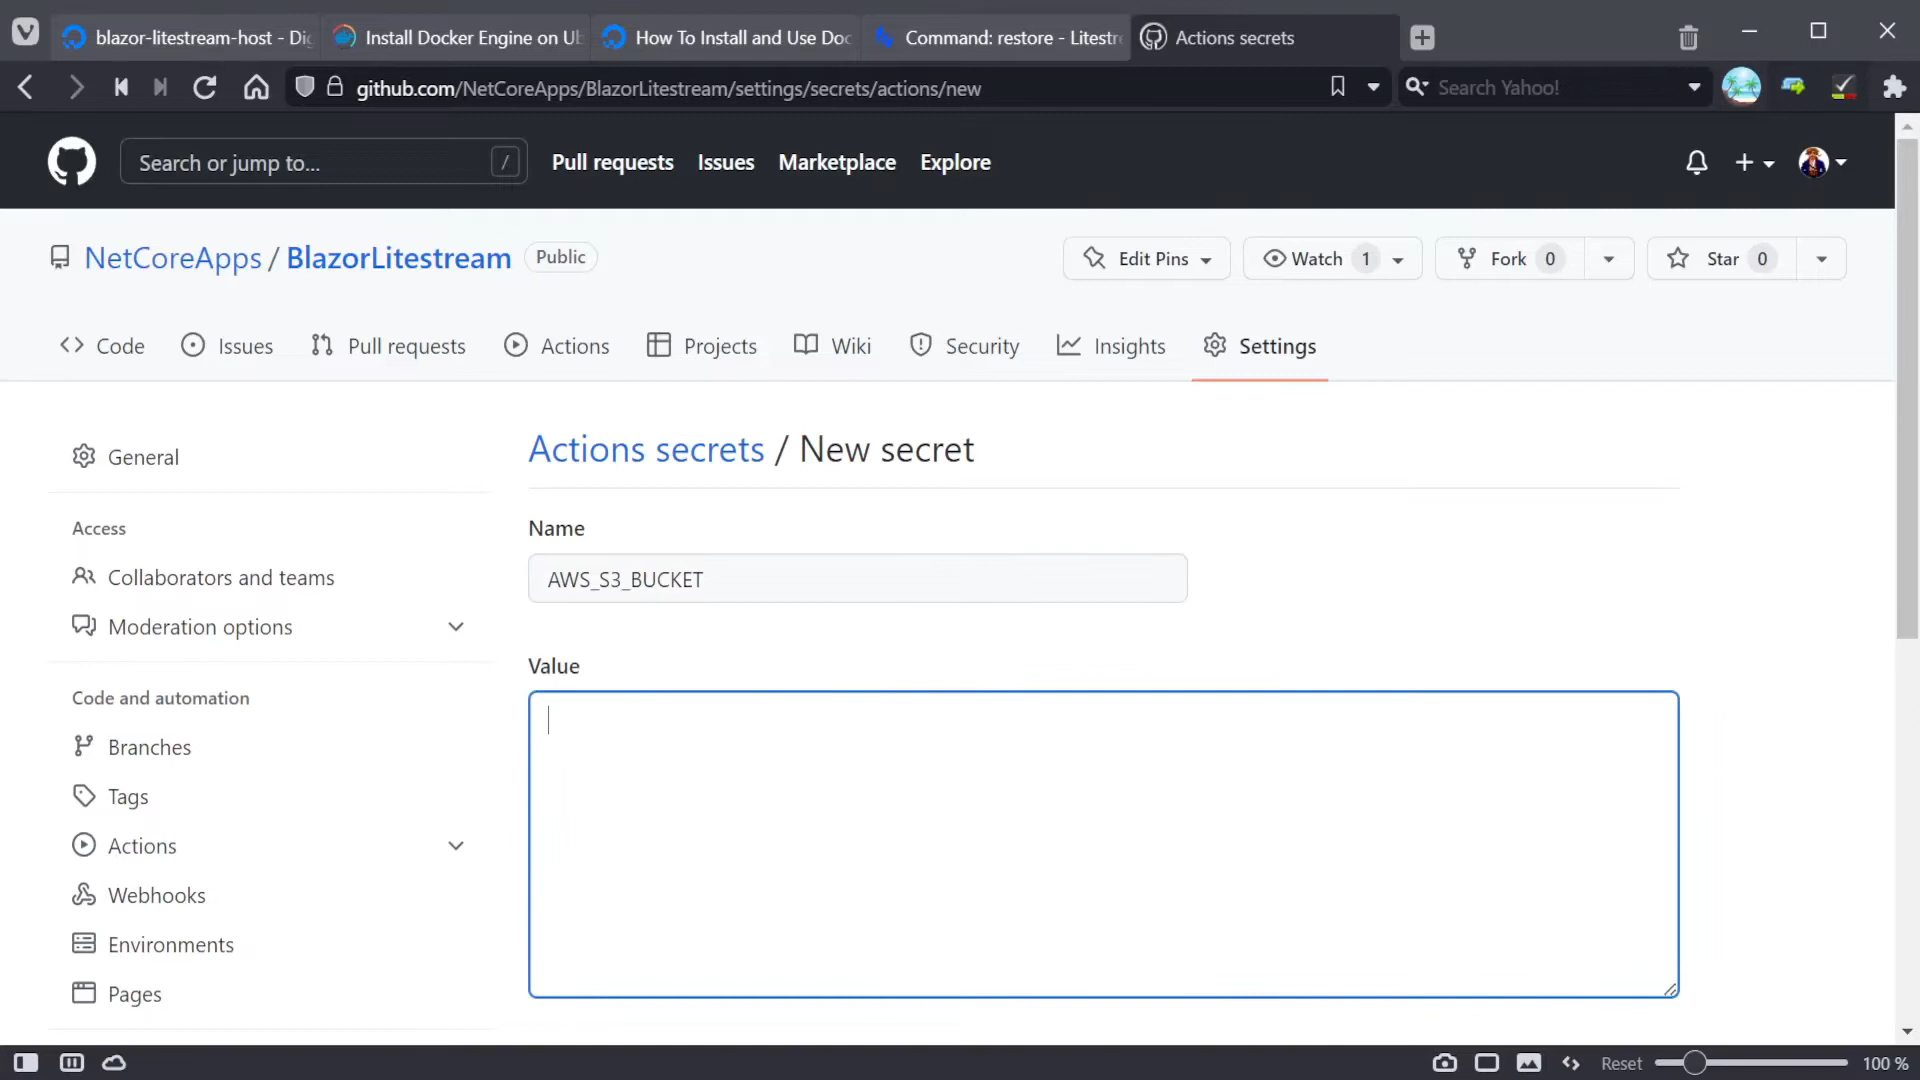 blazor-litestream-host - Dig
Install Docker Engine on Ub
How To Install and Use Doc
Command: restore - Litestre
Actions secrets
github.com/NetCoreApps/BlazorLitestream/settings/secrets/actions/new
Search Yahoo!
Search or jump to...
/
Pull requests
Issues
Marketplace
Explore
NetCoreApps / BlazorLitestream
Public
Edit Pins
Watch 1
Fork 0
Star 0
Code
Issues
Pull requests
Actions
Projects
Wiki
Security
Insights
Settings
General
Access
Collaborators and teams
Moderation options
Code and automation
Branches
Tags
Actions
Webhooks
Environments
Pages
Actions secrets / New secret
Name
AWS_S3_BUCKET
Value
Reset
100 %